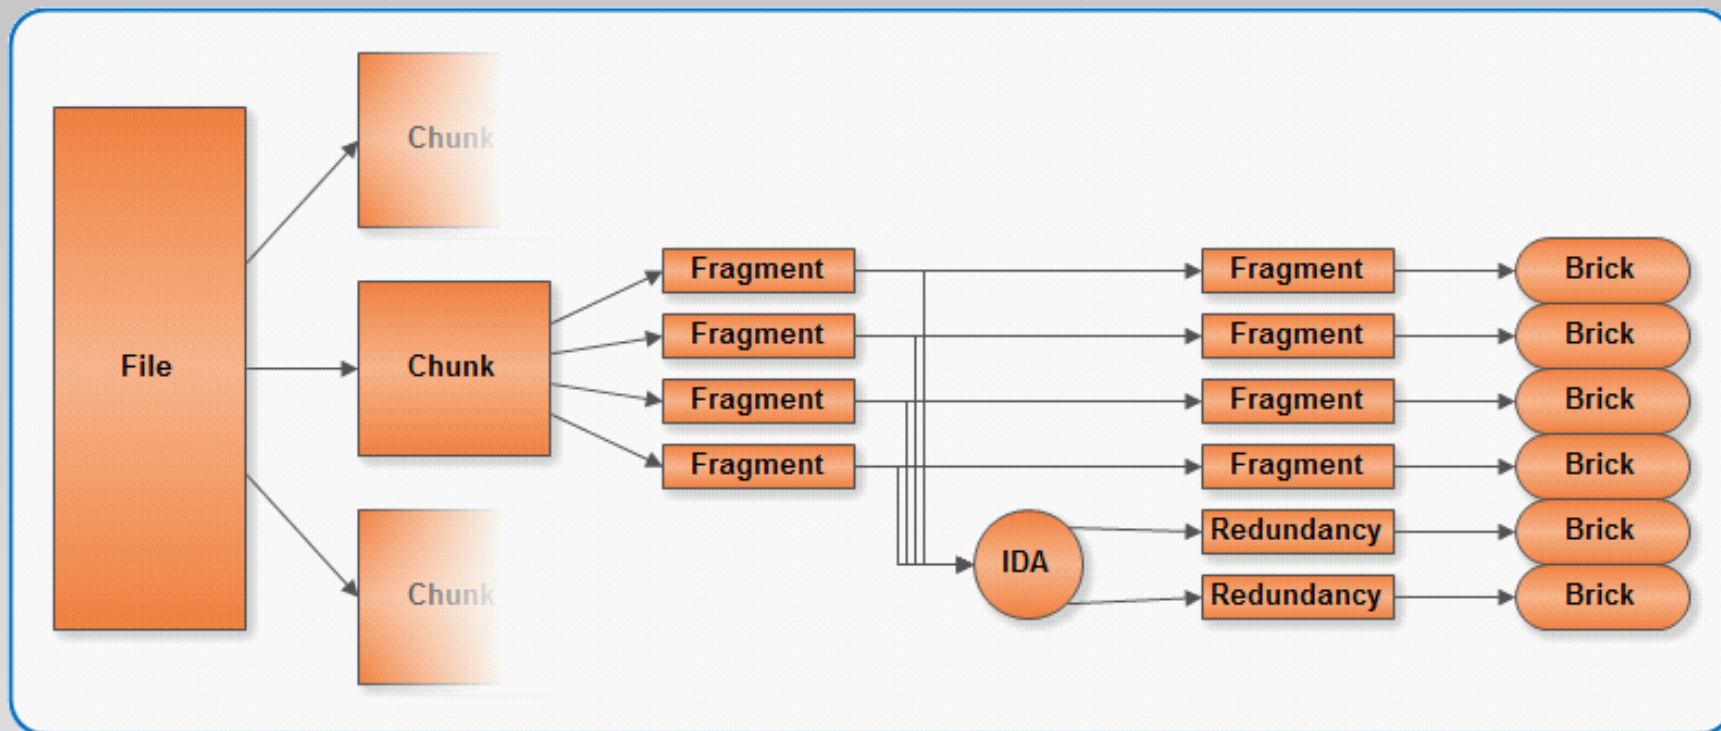 File
Chunk
Chunk
Chunk
Fragment
Fragment
Fragment
Fragment
IDA
Fragment
Fragment
Fragment
Fragment
Redundancy
Redundancy
Brick
Brick
Brick
Brick
Brick
Brick